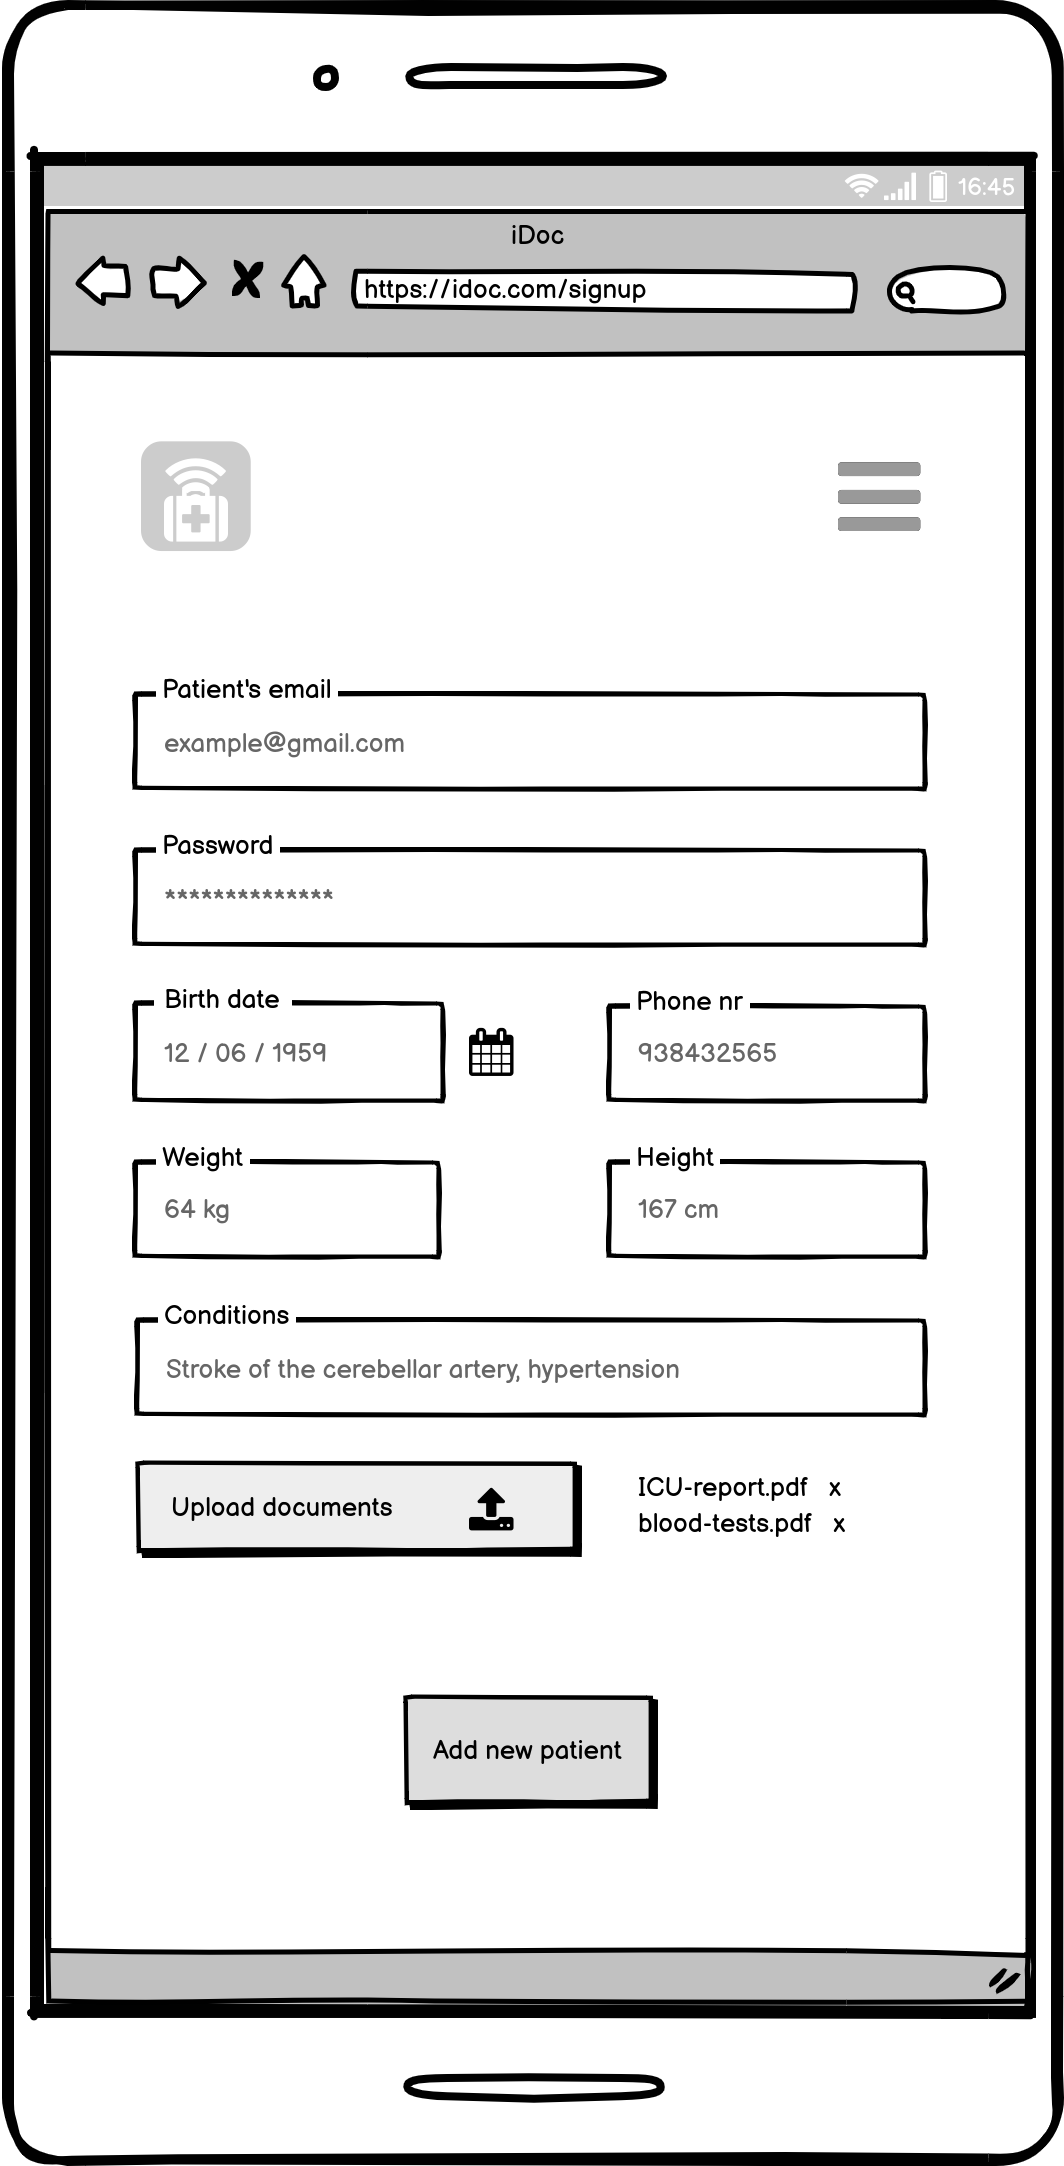 16:45
iDoc
https://idoc.com/signup
Patient's email
example@gmail.com
Password
**************
Birth date
12 / 06 / 1959
Phone nr
938432565
Weight
64 kg
Height
167 cm
Conditions
Stroke of the cerebellar artery, hypertension
Upload documents
ICU-report.pdf x
blood-tests.pdf x
Add new patient